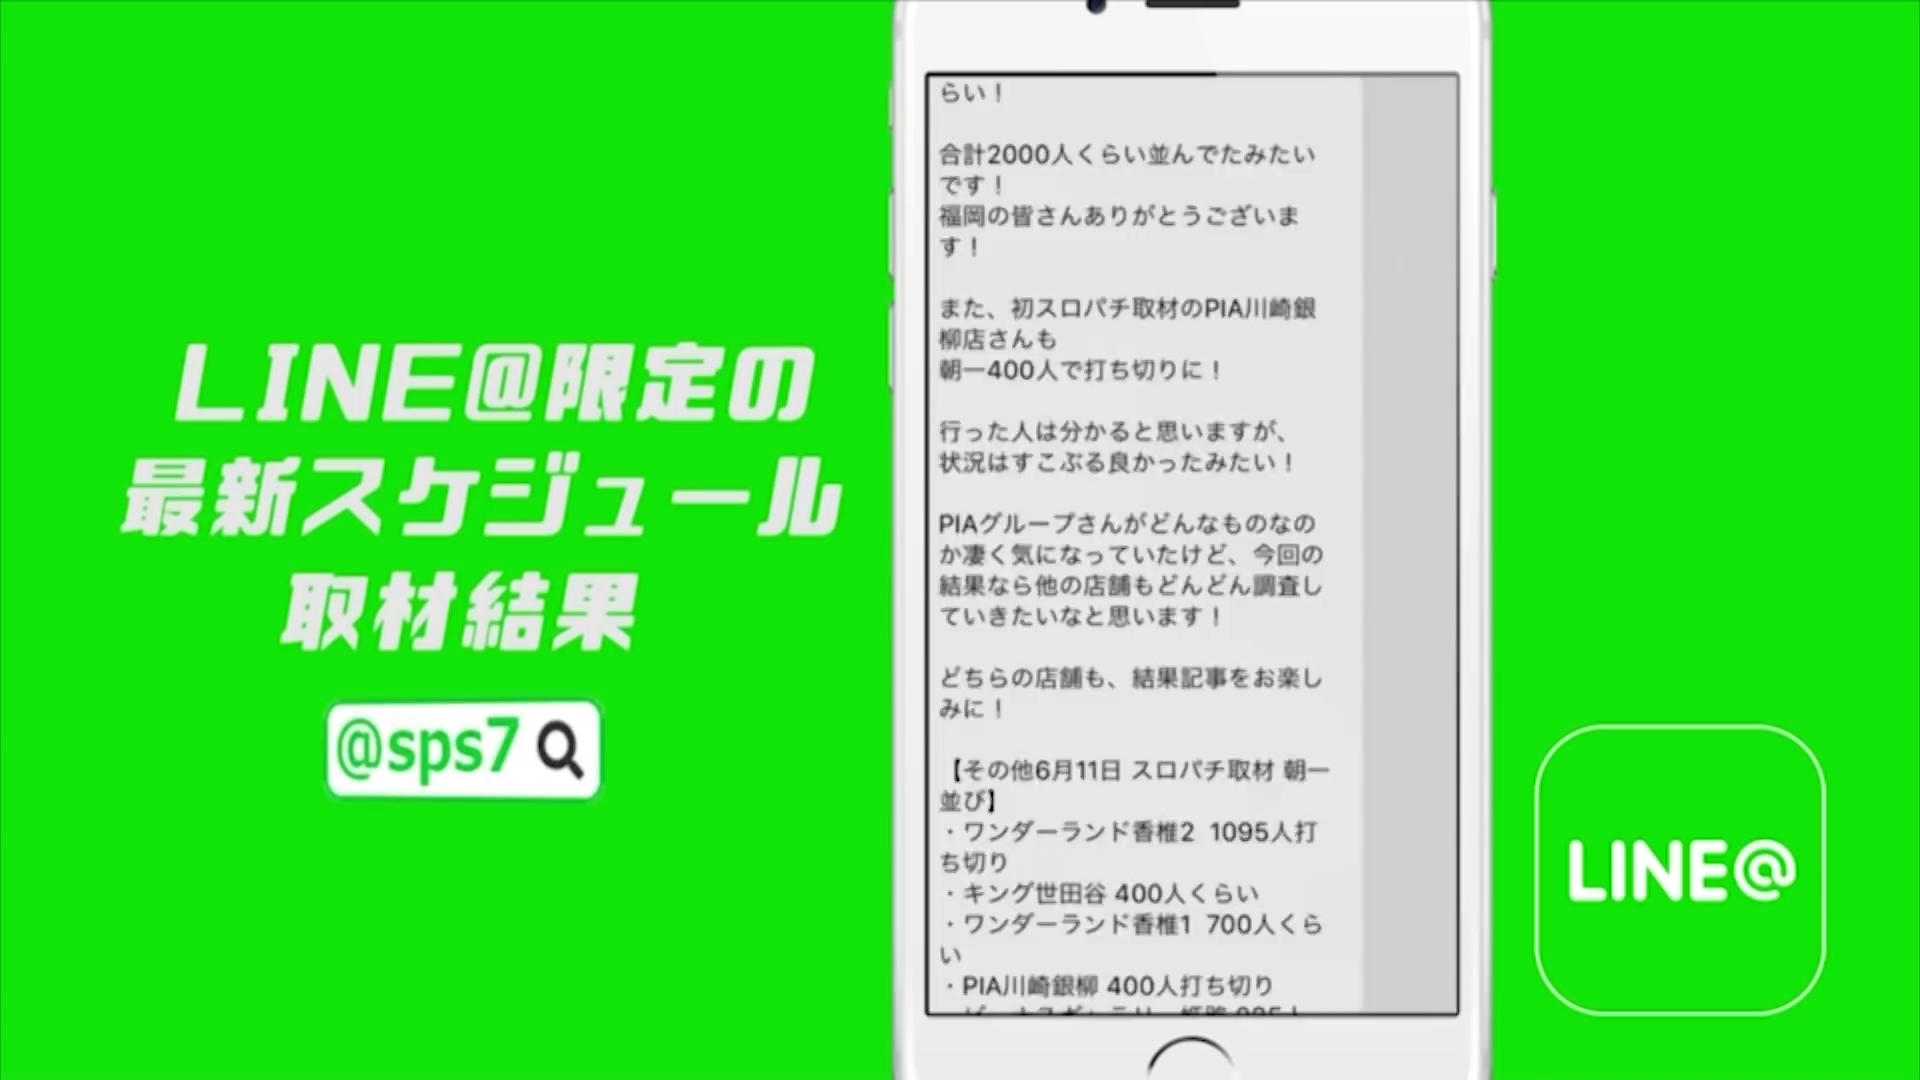 LINE@限定の
最新スケジュール
取材結果
@sps7
らい！
合計2000人くらい並んでたみたい
です！
福岡の皆さんありがとうございま
す！
また、初スロパチ取材のPIA川崎銀
柳店さんも
朝一400人で打ち切りに！
行った人は分かると思いますが、
状況はすこぶる良かったみたい！
PIAグループさんがどんなものなの
か凄く気になっていたけど、今回の
結果なら他の店舗もどんどん調査し
ていきたいなと思います！
どちらの店舗も、結果記事をお楽し
みに！
【その他6月11日 スロパチ取材 朝一
並び】
・ワンダーランド香椎2 1095人打
ち切り
・キング世田谷 400人くらい
・ワンダーランド香椎1 700人くら
い
・PIA川崎銀柳 400人打ち切り
LINE@